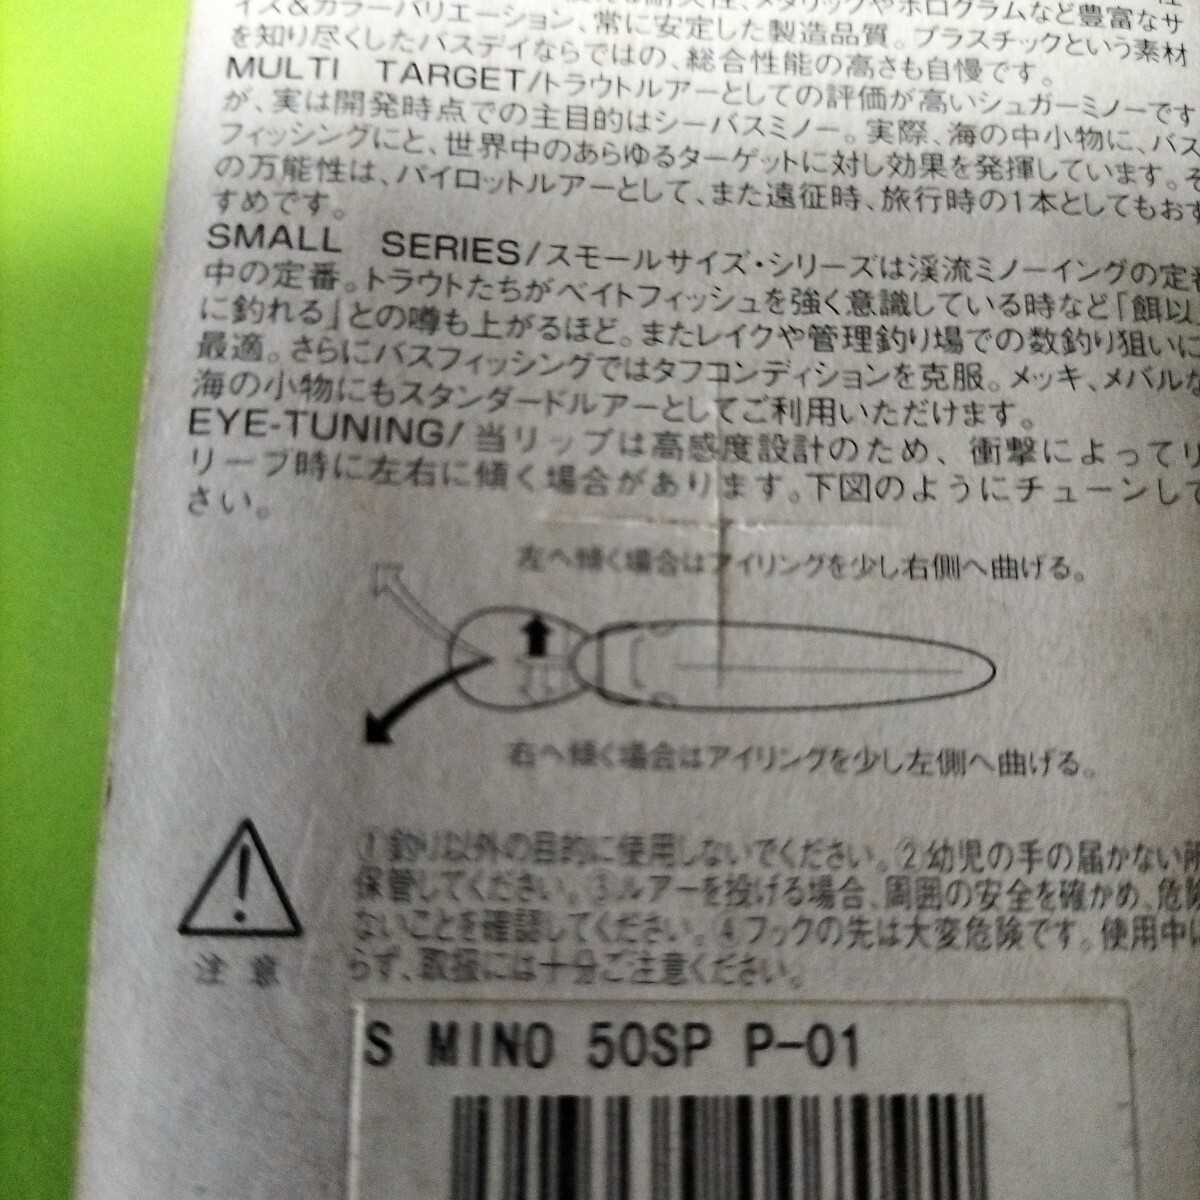 耐久性、メタリックやホログラムなど豊富なサ
イズ&カラーバリエーション、常に安定した製造品質。プラスチックという素材
を知り尽くしたバスデイならではの、総合性能の高さも自慢です。
MULTI TARGET/トラウトルアーとしての評価が高いシュガーミノーです
が、実は開発時点での主目的はシーバスミノー。実際、海の中小物に、バス
フィッシングにと、世界中のあらゆるターゲットに対し効果を発揮しています。そ
の万能性は、パイロットルアーとして、また遠征時、旅行時の1本としてもおす
すめです。
SMALL SERIES/スモールサイズ・シリーズは渓流ミノーイングの定番
中の定番。トラウトたちがベイトフィッシュを強く意識している時など「餌以
に釣れる」との噂も上がるほど。またレイクや管理釣り場での数釣り狙いに
最適。さらにバスフィッシングではタフコンディションを克服。メッキ、メバルな
海の小物にもスタンダードルアーとしてご利用いただけます。
EYE-TUNING/当リップは高感度設計のため、衝撃によってリ
リーブ時に左右に傾く場合があります。下図のようにチューンして
さい。
左へ傾く場合はアイリングを少し右側へ曲げる。
右へ傾く場合はアイリングを少し左側へ曲げる。
①釣り以外の目的に使用しないでください。②幼児の手の届かない所
保管してください。③ルアーを投げる場合、周囲の安全を確かめ、危険
ないことを確認してください。④フックの先は大変危険です。使用中に
らず、取扱には十分ご注意ください。
注意
S MINO 50SP P-01